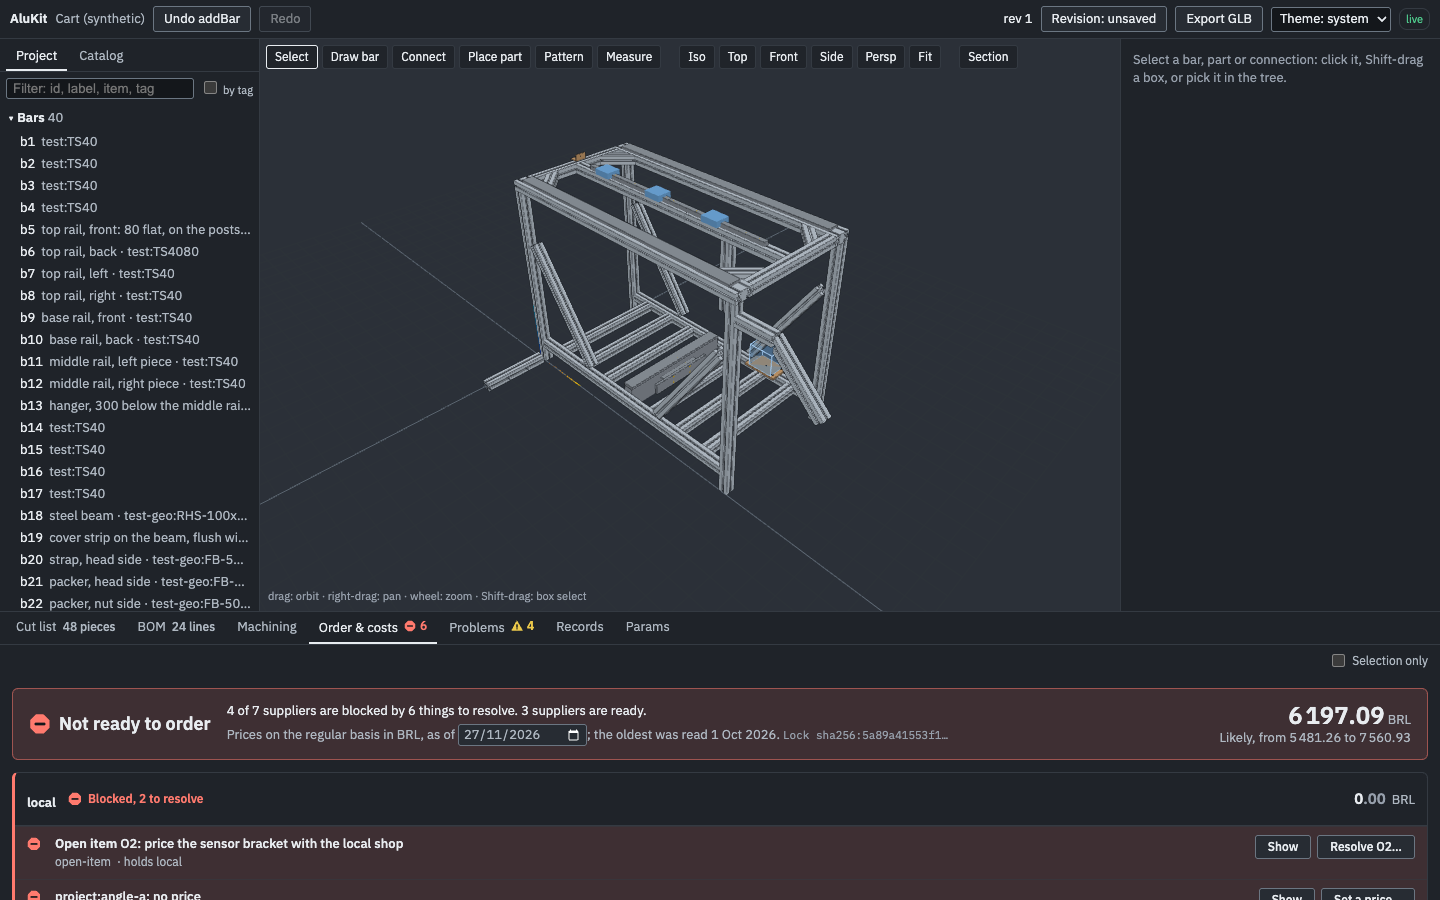 AluKit Cart (synthetic) Undo addBar Redo rev 1 Revision: unsaved Export GLB Theme: system live
Project Catalog
Filter: id, label, item, tag by tag
Bars 40
b1 test:TS40
b2 test:TS40
b3 test:TS40
b4 test:TS40
b5 top rail, front: 80 flat, on the posts...
b6 top rail, back · test:TS4080
b7 top rail, left · test:TS40
b8 top rail, right · test:TS40
b9 base rail, front · test:TS40
b10 base rail, back · test:TS40
b11 middle rail, left piece · test:TS40
b12 middle rail, right piece · test:TS40
b13 hanger, 300 below the middle rai...
b14 test:TS40
b15 test:TS40
b16 test:TS40
b17 test:TS40
b18 steel beam · test-geo:RHS-100x...
b19 cover strip on the beam, flush wi...
b20 strap, head side · test-geo:FB-5...
b21 packer, head side · test-geo:FB-...
b22 packer, nut side · test-geo:FB-50...
Select Draw bar Connect Place part Pattern Measure Iso Top Front Side Persp Fit Section
drag: orbit · right-drag: pan · wheel: zoom · Shift-drag: box select
Select a bar, part or connection: click it, Shift-drag
a box, or pick it in the tree.
Cut list 48 pieces BOM 24 lines Machining Order & costs 6 Problems 4 Records Params
Selection only
Not ready to order
4 of 7 suppliers are blocked by 6 things to resolve. 3 suppliers are ready.
Prices on the regular basis in BRL, as of 27/11/2026 ; the oldest was read 1 Oct 2026. Lock sha256:5a89a41553f1…
6 197.09 BRL
Likely, from 5 481.26 to 7 560.93
local Blocked, 2 to resolve 0.00 BRL
Open item O2: price the sensor bracket with the local shop
open-item · holds local
Show Resolve O2...
project:angle-a: no price
Show Set a price...